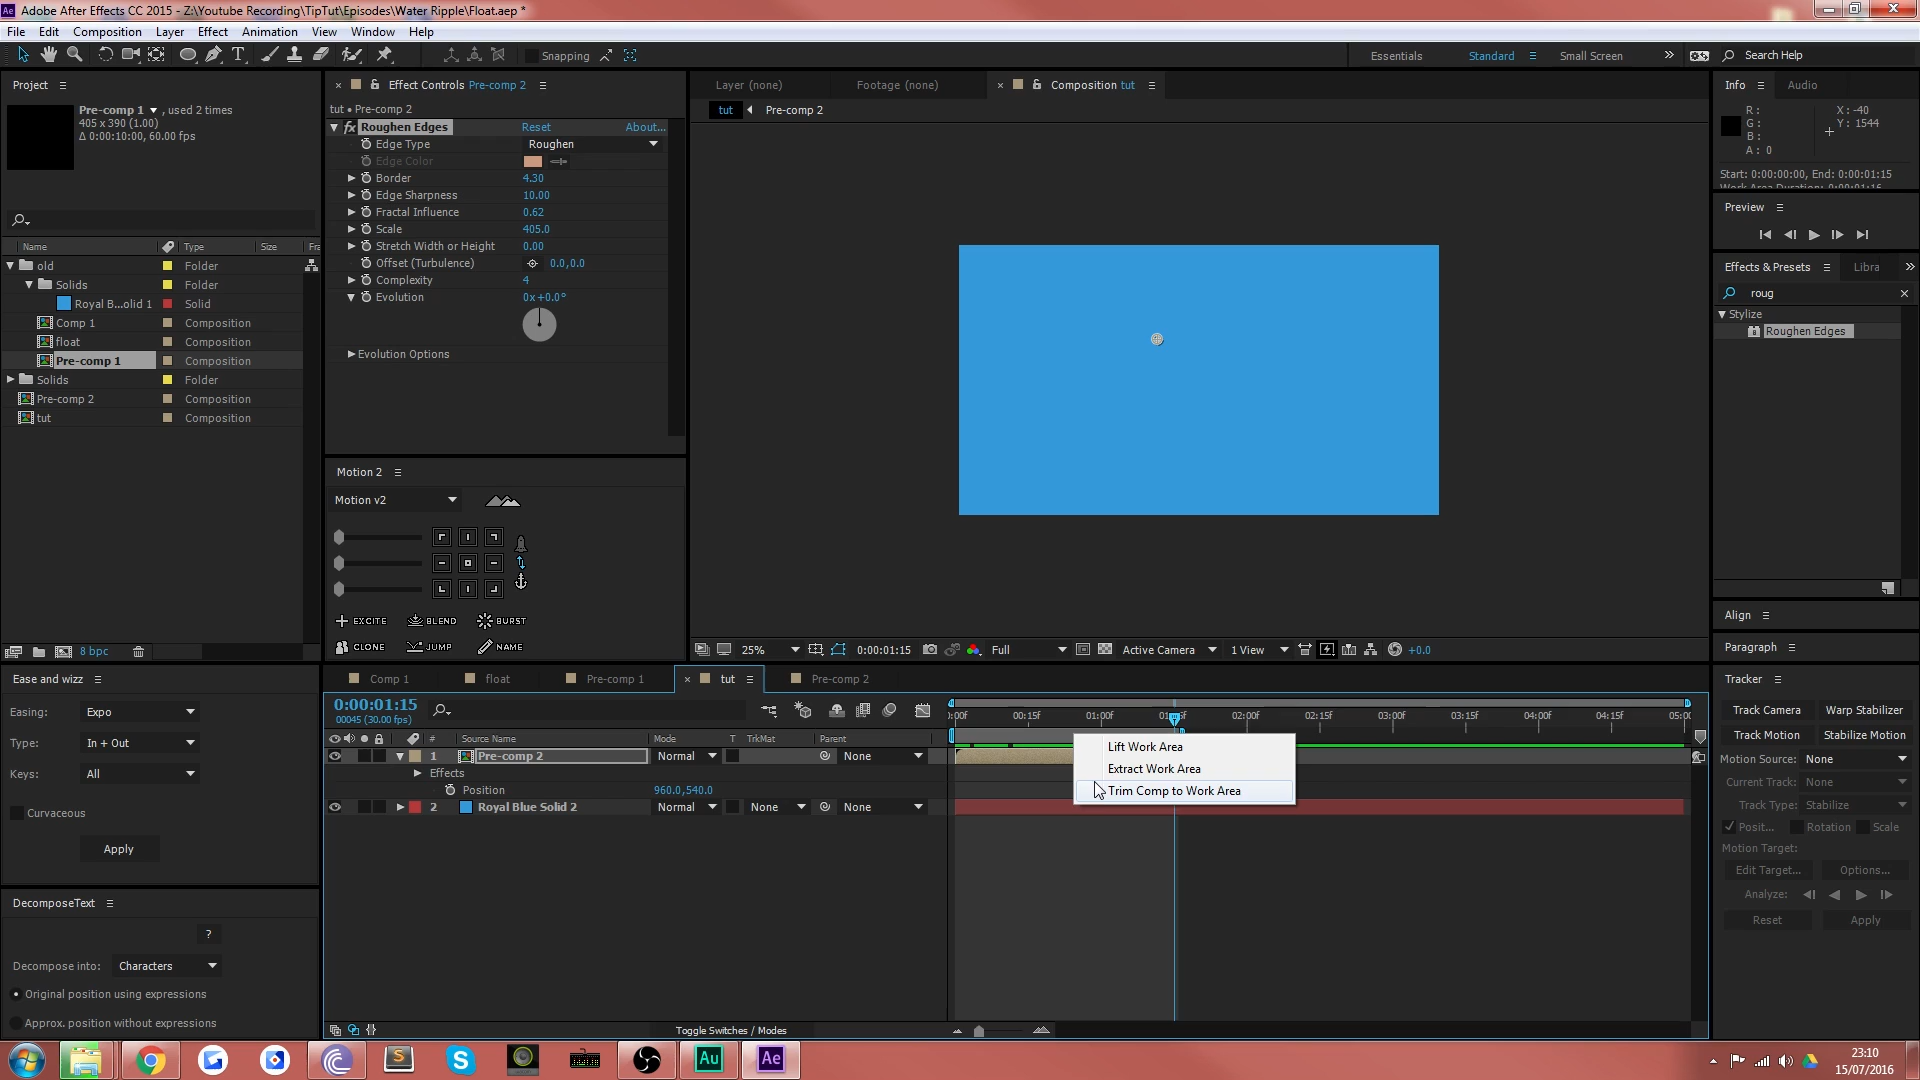 Adobe After Effects CC 2015 - Z:\Youtube Recording\TipTut\Episodes\Water Ripple\Float.aep *
File Edit Composition Layer Effect Animation View Window Help
Snapping
Essentials Standard Small Screen » Search Help
Project
Pre-comp 1 , used 2 times
405 x 390 (1.00)
Δ 0:00:10:00, 60.00 fps
Name Type Size Fra
old Folder
Solids Folder
Royal B...olid 1 Solid
Comp 1 Composition
float Composition
Pre-comp 1 Composition
Solids Folder
Pre-comp 2 Composition
tut Composition
8 bpc
Effect Controls Pre-comp 2
tut • Pre-comp 2
fx Roughen Edges Reset About...
Edge Type Roughen
Edge Color
Border 4.30
Edge Sharpness 10.00
Fractal Influence 0.62
Scale 405.0
Stretch Width or Height 0.00
Offset (Turbulence) 0.0,0.0
Complexity 4
Evolution 0x+0.0°
Evolution Options
Motion 2
Motion v2
EXCITE BLEND BURST
CLONE JUMP NAME
Layer (none) Footage (none) Composition tut
tut Pre-comp 2
25% 0:00:01:15 Full Active Camera 1 View +0.0
Info Audio
R: X: -40
G: Y: 1544
B:
A: 0
Start: 0:00:00:00, End: 0:00:01:15
Work Area Duration: 0:00:01:16
Preview
Effects & Presets Libra »
roug
Stylize
Roughen Edges
Align
Paragraph
Tracker
Track Camera Warp Stabilizer
Track Motion Stabilize Motion
Motion Source: None
Current Track: None
Track Type: Stabilize
Posit... Rotation Scale
Motion Target:
Edit Target... Options...
Analyze:
Reset Apply
Ease and wizz
Easing: Expo
Type: In + Out
Keys: All
Curvaceous
Apply
DecomposeText
?
Decompose into: Characters
Original position using expressions
Approx. position without expressions
Comp 1 float Pre-comp 1 tut Pre-comp 2
0:00:01:15
00045 (30.00 fps)
:00f 00:15f 01:00f 02:00f 02:15f 03:00f 03:15f 04:00f 04:15f 05:00
# Source Name Mode T TrkMat Parent
1 Pre-comp 2 Normal None
Effects
Position 960.0,540.0
2 Royal Blue Solid 2 Normal None None
Lift Work Area
Extract Work Area
Trim Comp to Work Area
Toggle Switches / Modes
S Au Ae
23:10
15/07/2016